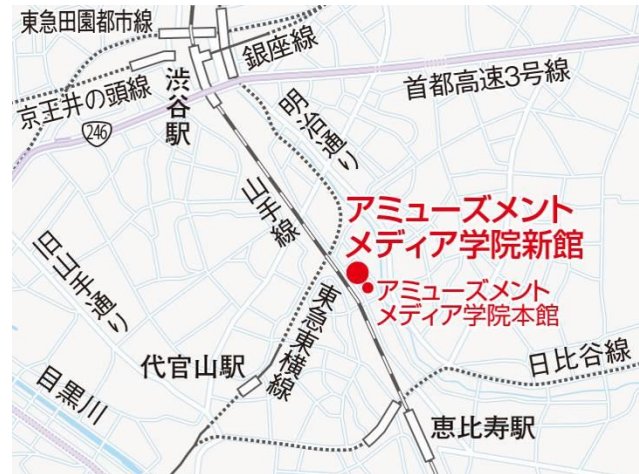 東急田園都市線
銀座線
京王井の頭線
渋谷駅
246
首都高速3号線
明治通り
山手線
アミューズメント
メディア学院新館
アミューズメント
メディア学院本館
旧山手通り
東急東横線
代官山駅
日比谷線
目黒川
恵比寿駅